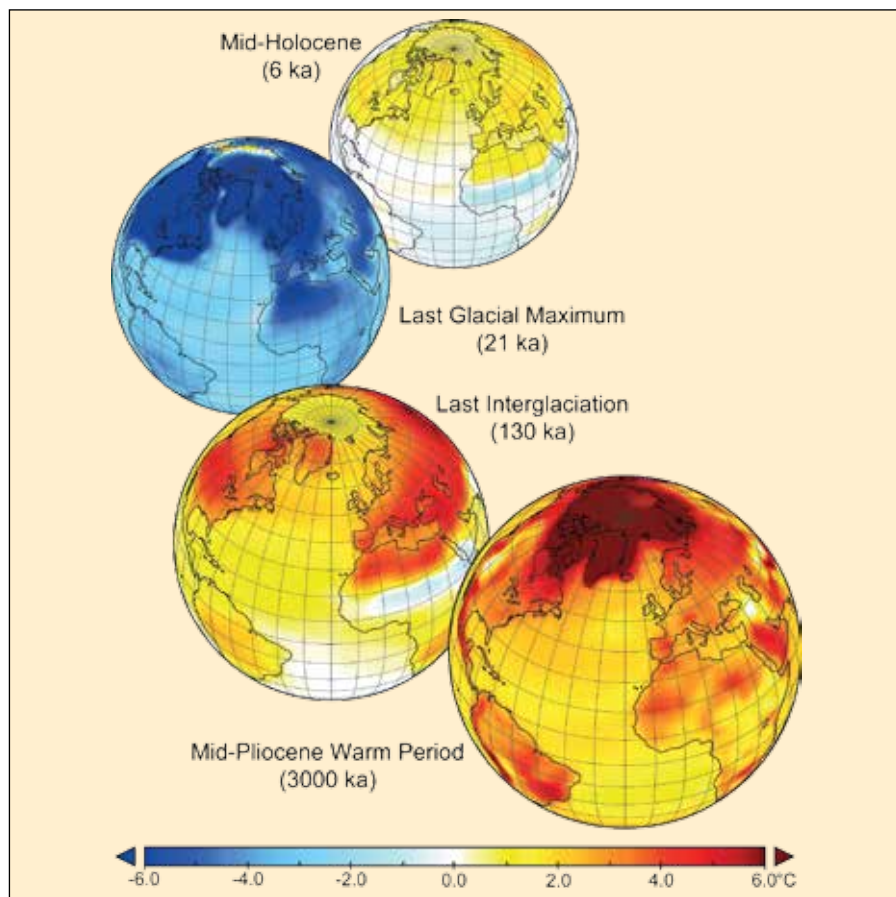 Mid-Holocene
(6 ka)
Last Glacial Maximum
(21 ka)
Last Interglaciation
(130 ka)
Mid-Pliocene Warm Period
(3000 ka)
-6.0 -4.0 -2.0 0.0 2.0 4.0 6.0°C